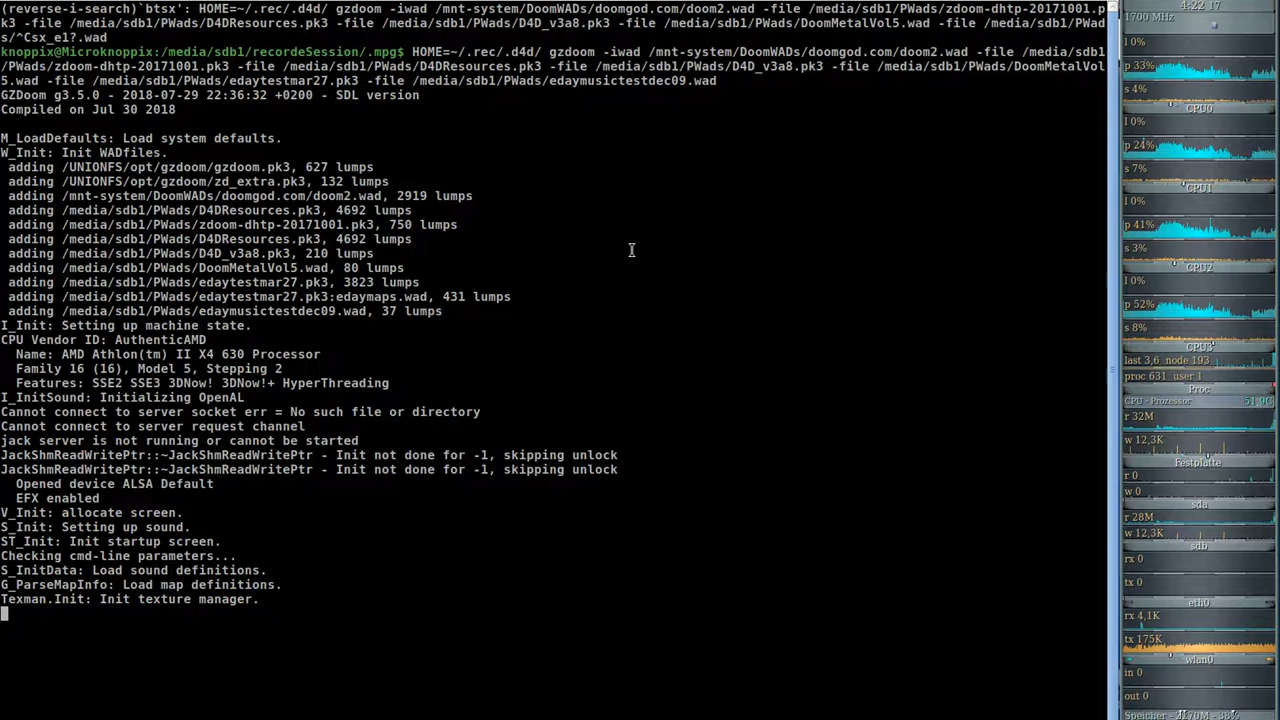 (reverse-i-search)`btsx': HOME=~/.rec/.d4d/ gzdoom -iwad /mnt-system/DoomWADs/doomgod.com/doom2.wad -file /media/sdb1/PWads/zdoom-dhtp-20171001.p
k3 -file /media/sdb1/PWads/D4DResources.pk3 -file /media/sdb1/PWads/D4D_v3a8.pk3 -file /media/sdb1/PWads/DoomMetalVol5.wad -file /media/sdb1/PWad
s/^Csx_e1?.wad
knoppix@Microknoppix:/media/sdb1/recordeSession/.mpg$ HOME=~/.rec/.d4d/ gzdoom -iwad /mnt-system/DoomWADs/doomgod.com/doom2.wad -file /media/sdb1
/PWads/zdoom-dhtp-20171001.pk3 -file /media/sdb1/PWads/D4DResources.pk3 -file /media/sdb1/PWads/D4D_v3a8.pk3 -file /media/sdb1/PWads/DoomMetalVol
5.wad -file /media/sdb1/PWads/edaytestmar27.pk3 -file /media/sdb1/PWads/edaymusictestdec09.wad
GZDoom g3.5.0 - 2018-07-29 22:36:32 +0200 - SDL version
Compiled on Jul 30 2018
M_LoadDefaults: Load system defaults.
W_Init: Init WADfiles.
adding /UNIONFS/opt/gzdoom/gzdoom.pk3, 627 lumps
adding /UNIONFS/opt/gzdoom/zd_extra.pk3, 132 lumps
adding /mnt-system/DoomWADs/doomgod.com/doom2.wad, 2919 lumps
adding /media/sdb1/PWads/D4DResources.pk3, 4692 lumps
adding /media/sdb1/PWads/zdoom-dhtp-20171001.pk3, 750 lumps
adding /media/sdb1/PWads/D4DResources.pk3, 4692 lumps
adding /media/sdb1/PWads/D4D_v3a8.pk3, 210 lumps
adding /media/sdb1/PWads/DoomMetalVol5.wad, 80 lumps
adding /media/sdb1/PWads/edaytestmar27.pk3, 3823 lumps
adding /media/sdb1/PWads/edaytestmar27.pk3:edaymaps.wad, 431 lumps
adding /media/sdb1/PWads/edaymusictestdec09.wad, 37 lumps
I_Init: Setting up machine state.
CPU Vendor ID: AuthenticAMD
Name: AMD Athlon(tm) II X4 630 Processor
Family 16 (16), Model 5, Stepping 2
Features: SSE2 SSE3 3DNow! 3DNow!+ HyperThreading
I_InitSound: Initializing OpenAL
Cannot connect to server socket err = No such file or directory
Cannot connect to server request channel
jack server is not running or cannot be started
JackShmReadWritePtr::~JackShmReadWritePtr - Init not done for -1, skipping unlock
JackShmReadWritePtr::~JackShmReadWritePtr - Init not done for -1, skipping unlock
Opened device ALSA Default
EFX enabled
V_Init: allocate screen.
S_Init: Setting up sound.
ST_Init: Init startup screen.
Checking cmd-line parameters...
S_InitData: Load sound definitions.
G_ParseMapInfo: Load map definitions.
Texman.Init: Init texture manager.
4:22 17
1700 MHz
l 0%
p 33%
s 4%
CPU0
l 0%
p 24%
s 7%
CPU1
l 0%
p 41%
s 3%
CPU2
l 0%
p 52%
s 8%
CPU3
last 3,6 node 193
proc 631 user 1
Proc
CPU - Prozessor 51,9C
r 32M
w 12,3K
Festplatte
r 0
w 0
sda
r 28M
w 12,3K
sdb
rx 0
tx 0
eth0
rx 4,1K
tx 175K
wlan0
in 0
out 0